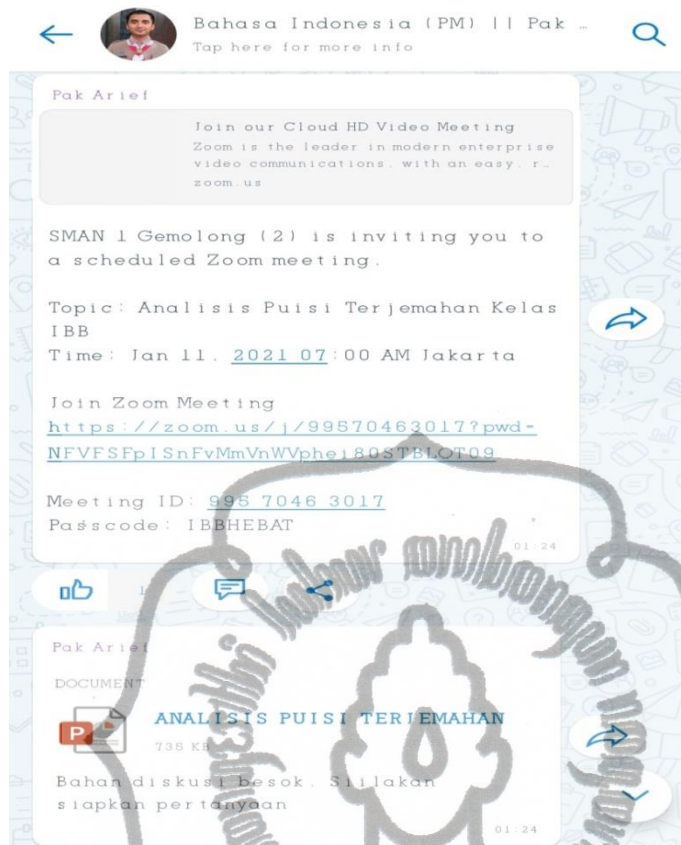 Bahasa Indonesia (PM) || Pak …
Tap here for more info
Pak Arief
Join our Cloud HD Video Meeting
Zoom is the leader in modern enterprise
video communications, with an easy, r…
zoom.us
SMAN 1 Gemolong (2) is inviting you to
a scheduled Zoom meeting.
Topic: Analisis Puisi Terjemahan Kelas
IBB
Time: Jan 11, 2021 07:00 AM Jakarta
Join Zoom Meeting
https://zoom.us/j/99570463017?pwd=
NFVFSFpISnFvMmVnWVphei80STBLQT09
Meeting ID: 995 7046 3017
Passcode: IBBHEBAT
01:24
1
Pak Arief
DOCUMENT
P
ANALISIS PUISI TERJEMAHAN
735 KB
Bahan diskusi besok. Siilakan
siapkan pertanyaan
01:24